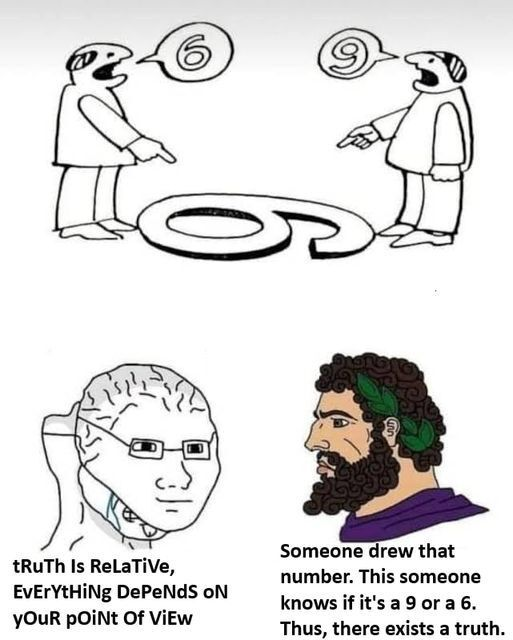 6
9
tRuTh Is ReLaTiVe,
EvErYtHiNg DePeNdS oN
yOuR pOiNt Of ViEw
Someone drew that
number. This someone
knows if it's a 9 or a 6.
Thus, there exists a truth.